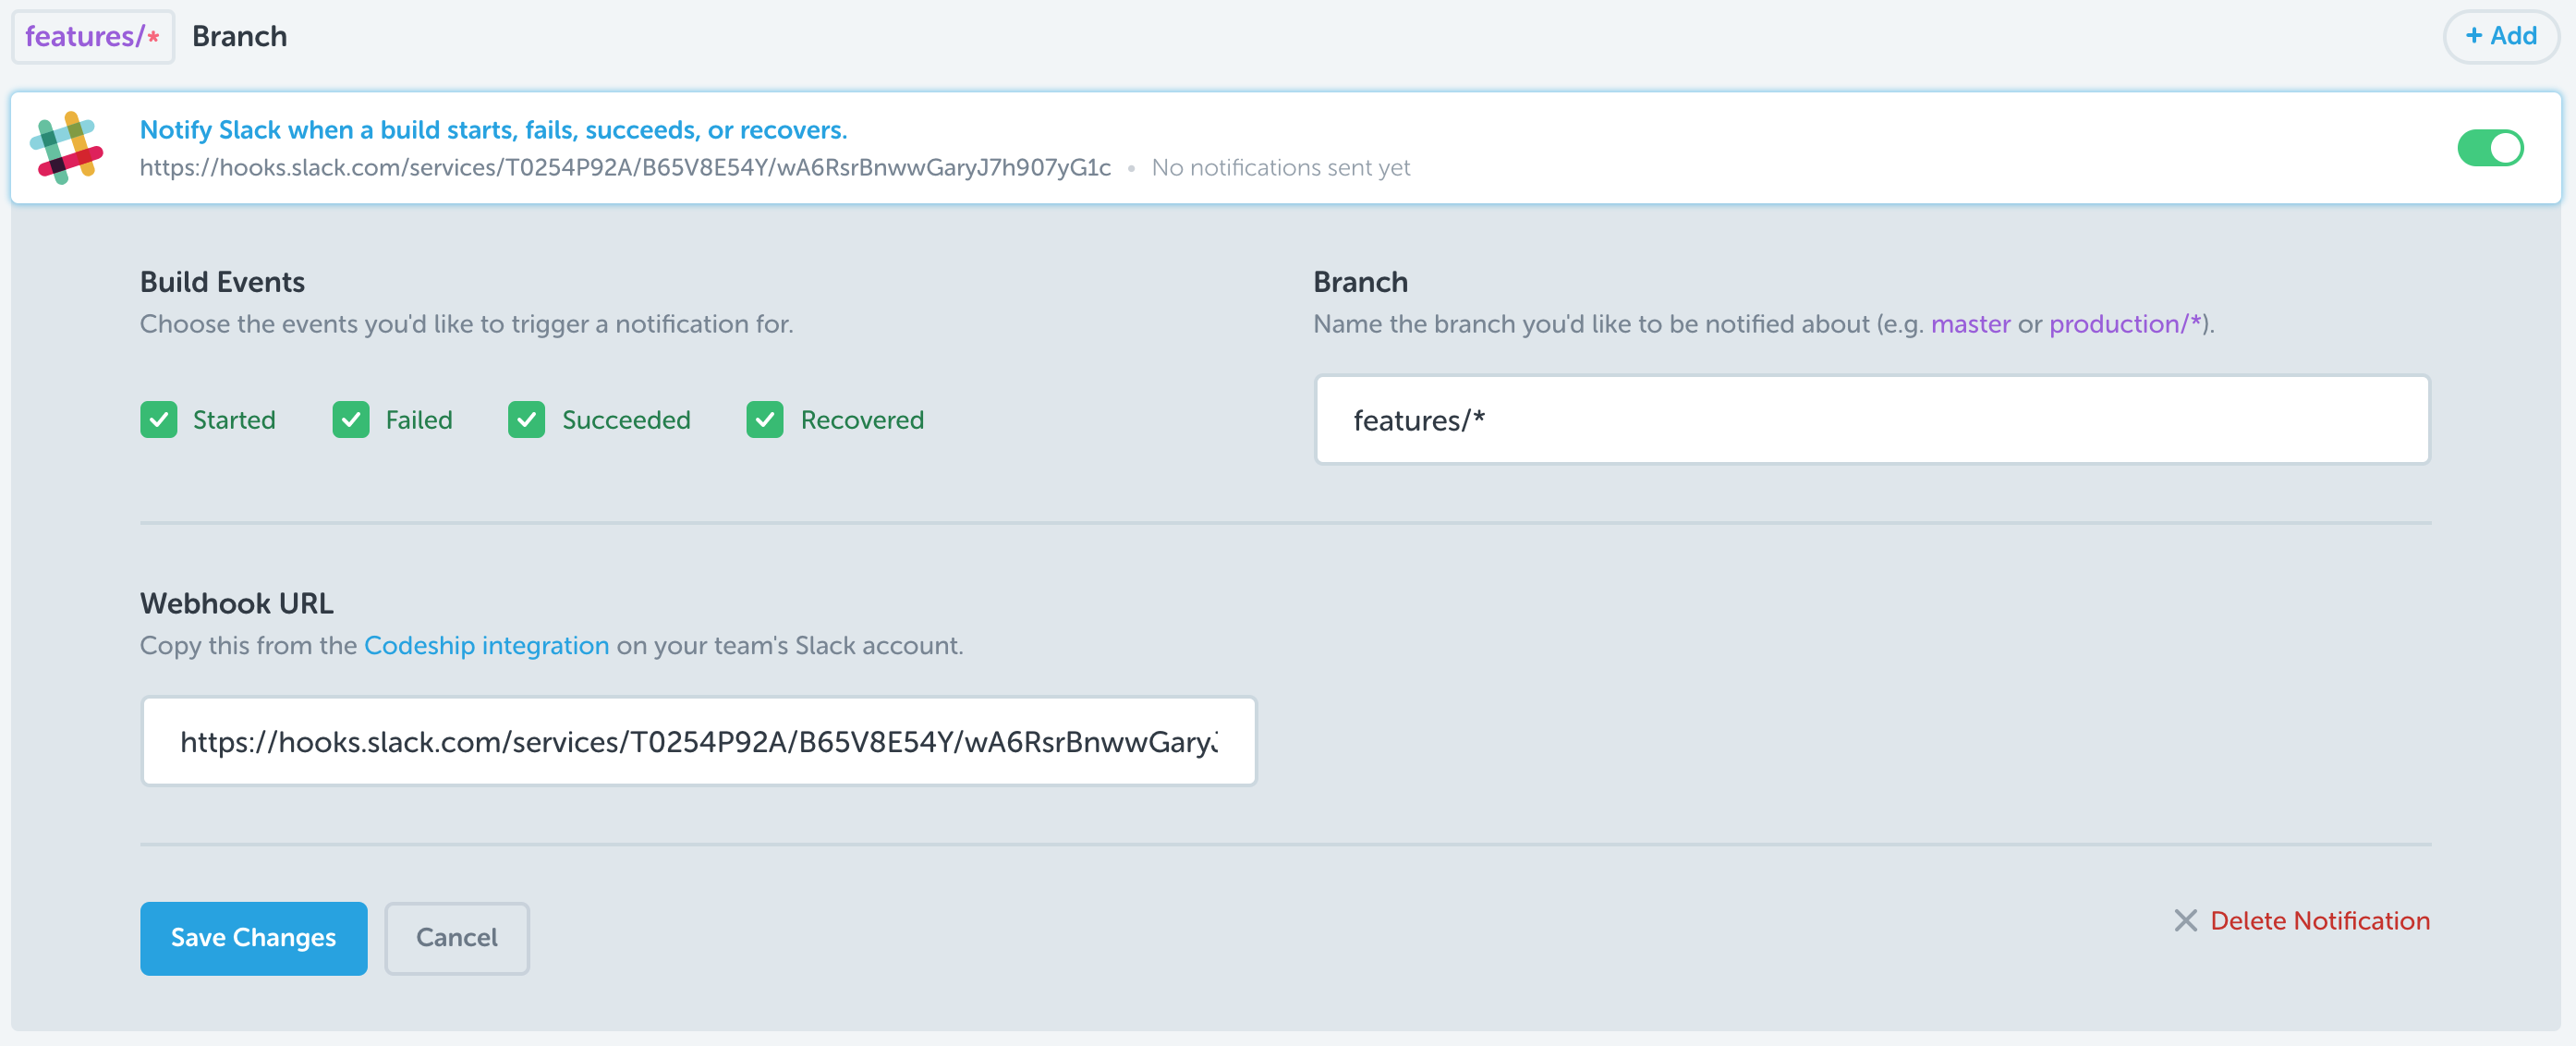 features/* Branch
+ Add
Notify Slack when a build starts, fails, succeeds, or recovers.
https://hooks.slack.com/services/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 • No notifications sent yet
Build Events
Choose the events you'd like to trigger a notification for.
Started Failed Succeeded Recovered
Branch
Name the branch you'd like to be notified about (e.g. master or production/*).
features/*
Webhook URL
Copy this from the Codeship integration on your team's Slack account.
https://hooks.slack.com/services/T0254P92A/B65V8E54Y/wA6RsrBnwwGaryJ
Save Changes
Cancel
Delete Notification